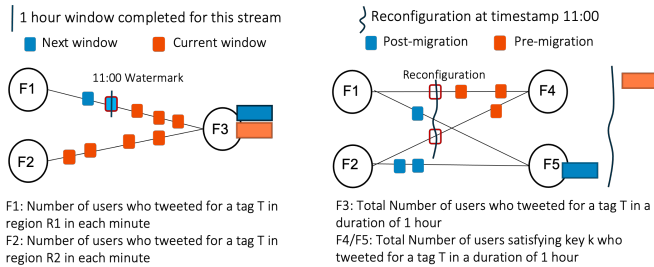 1 hour window completed for this stream
Next window
Current window
11:00 Watermark
F1
F2
F3
F1: Number of users who tweeted for a tag T in
region R1 in each minute
F2: Number of users who tweeted for a tag T in
region R2 in each minute
Reconfiguration at timestamp 11:00
Post-migration
Pre-migration
Reconfiguration
F1
F4
F2
F5
F3: Total Number of users who tweeted for a tag T in a
duration of 1 hour
F4/F5: Total Number of users satisfying key k who
tweeted for a tag T in a duration of 1 hour